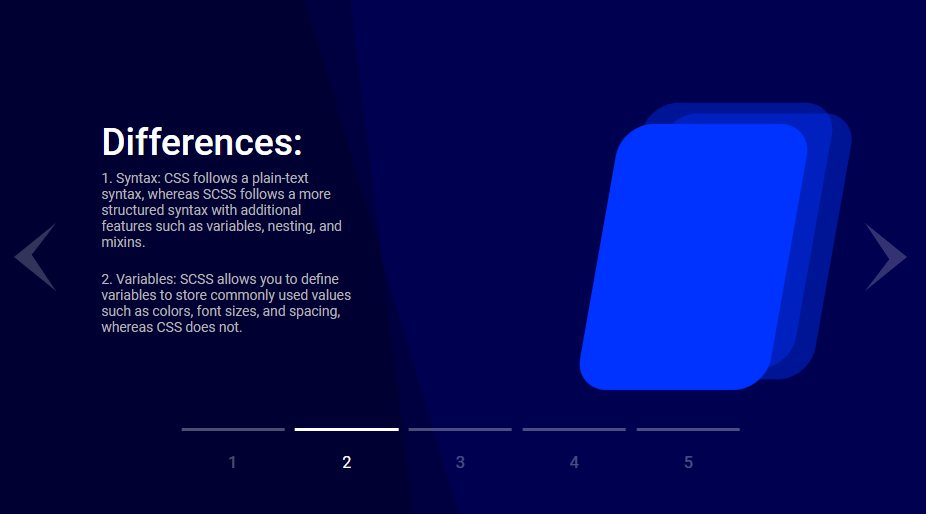 Differences:
1. Syntax: CSS follows a plain-text
syntax, whereas SCSS follows a more
structured syntax with additional
features such as variables, nesting, and
mixins.
2. Variables: SCSS allows you to define
variables to store commonly used values
such as colors, font sizes, and spacing,
whereas CSS does not.
1 2 3 4 5